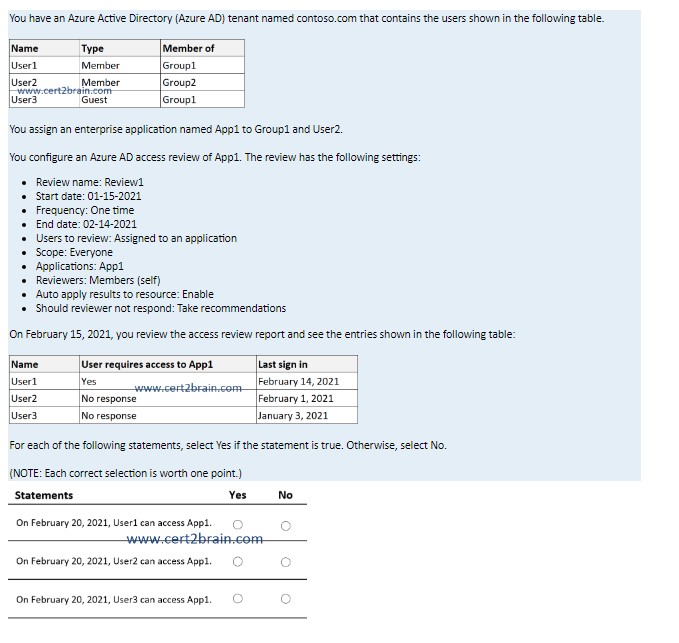 You have an Azure Active Directory (Azure AD) tenant named contoso.com that contains the users shown in the following table.
Name Type Member of
User1 Member Group1
User2 Member Group2
www.cert2brain.com
User3 Guest Group1
You assign an enterprise application named App1 to Group1 and User2.
You configure an Azure AD access review of App1. The review has the following settings:
• Review name: Review1
• Start date: 01-15-2021
• Frequency: One time
• End date: 02-14-2021
• Users to review: Assigned to an application
• Scope: Everyone
• Applications: App1
• Reviewers: Members (self)
• Auto apply results to resource: Enable
• Should reviewer not respond: Take recommendations
On February 15, 2021, you review the access review report and see the entries shown in the following table:
Name User requires access to App1 Last sign in
User1 Yes February 14, 2021
www.cert2brain.com
User2 No response February 1, 2021
User3 No response January 3, 2021
For each of the following statements, select Yes if the statement is true. Otherwise, select No.
(NOTE: Each correct selection is worth one point.)
Statements Yes No
On February 20, 2021, User1 can access App1.
www.cert2brain.com
On February 20, 2021, User2 can access App1.
On February 20, 2021, User3 can access App1.